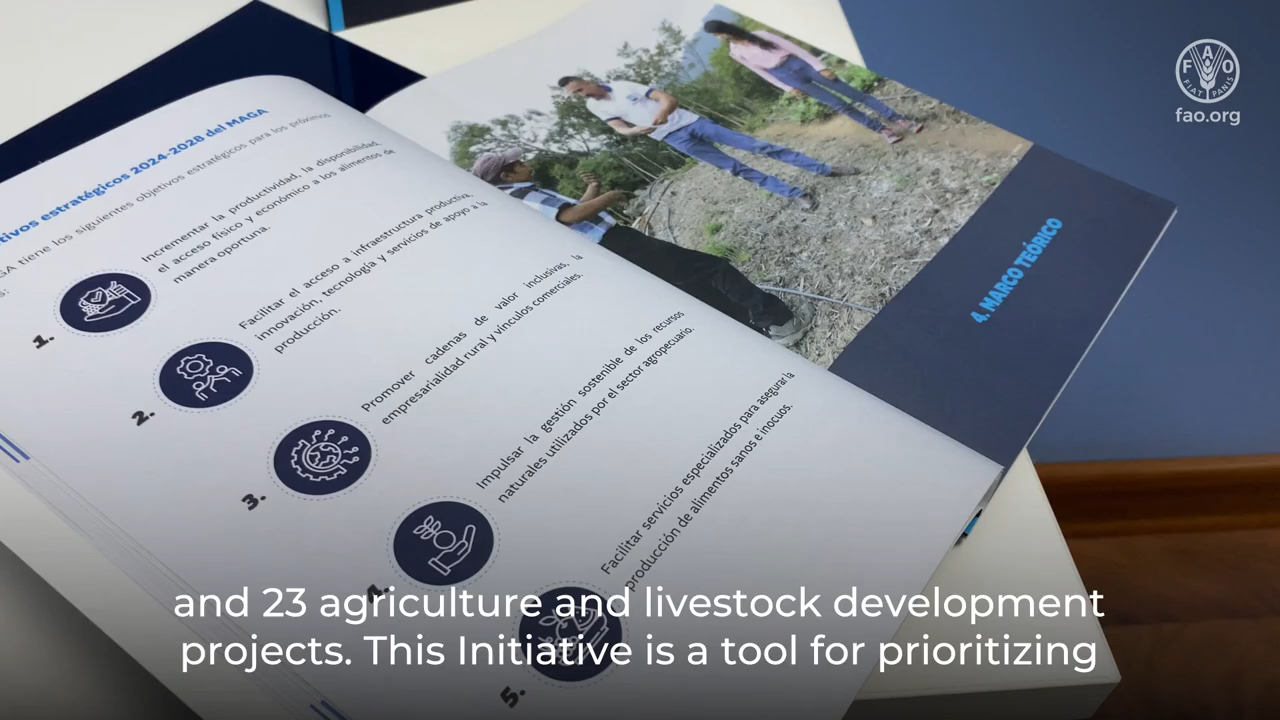 tivos estratégicos 2024-2028 del MAGA
GA tiene los siguientes objetivos estratégicos para los próximos
s:
1.
Incrementar la productividad, la disponibilidad,
el acceso físico y económico a los alimentos de
manera oportuna.
2.
Facilitar el acceso a infraestructura productiva,
innovación, tecnología y servicios de apoyo a la
producción.
3.
Promover cadenas de valor inclusivas, la
empresarialidad rural y vínculos comerciales.
4.
Impulsar la gestión sostenible de los recursos
naturales utilizados por el sector agropecuario.
5.
Facilitar servicios especializados para asegurar la
producción de alimentos sanos e inocuos.
4. MARCO TEÓRICO
FAO
FIAT PANIS
fao.org
and 23 agriculture and livestock development
projects. This Initiative is a tool for prioritizing